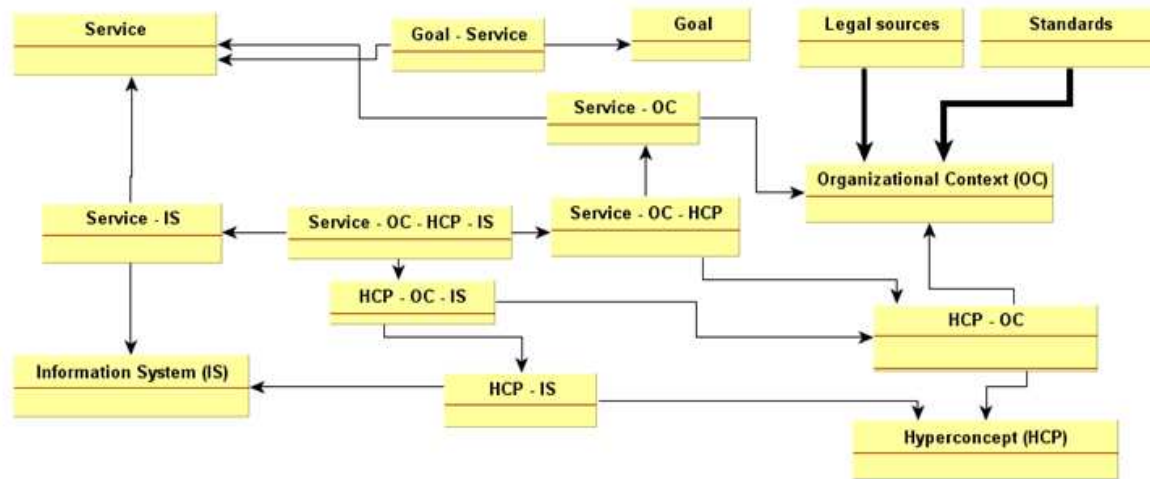 Service
Goal - Service
Goal
Legal sources
Standards
Service - OC
Organizational Context (OC)
Service - IS
Service - OC - HCP - IS
Service - OC - HCP
HCP - OC - IS
HCP - OC
Information System (IS)
HCP - IS
Hyperconcept (HCP)